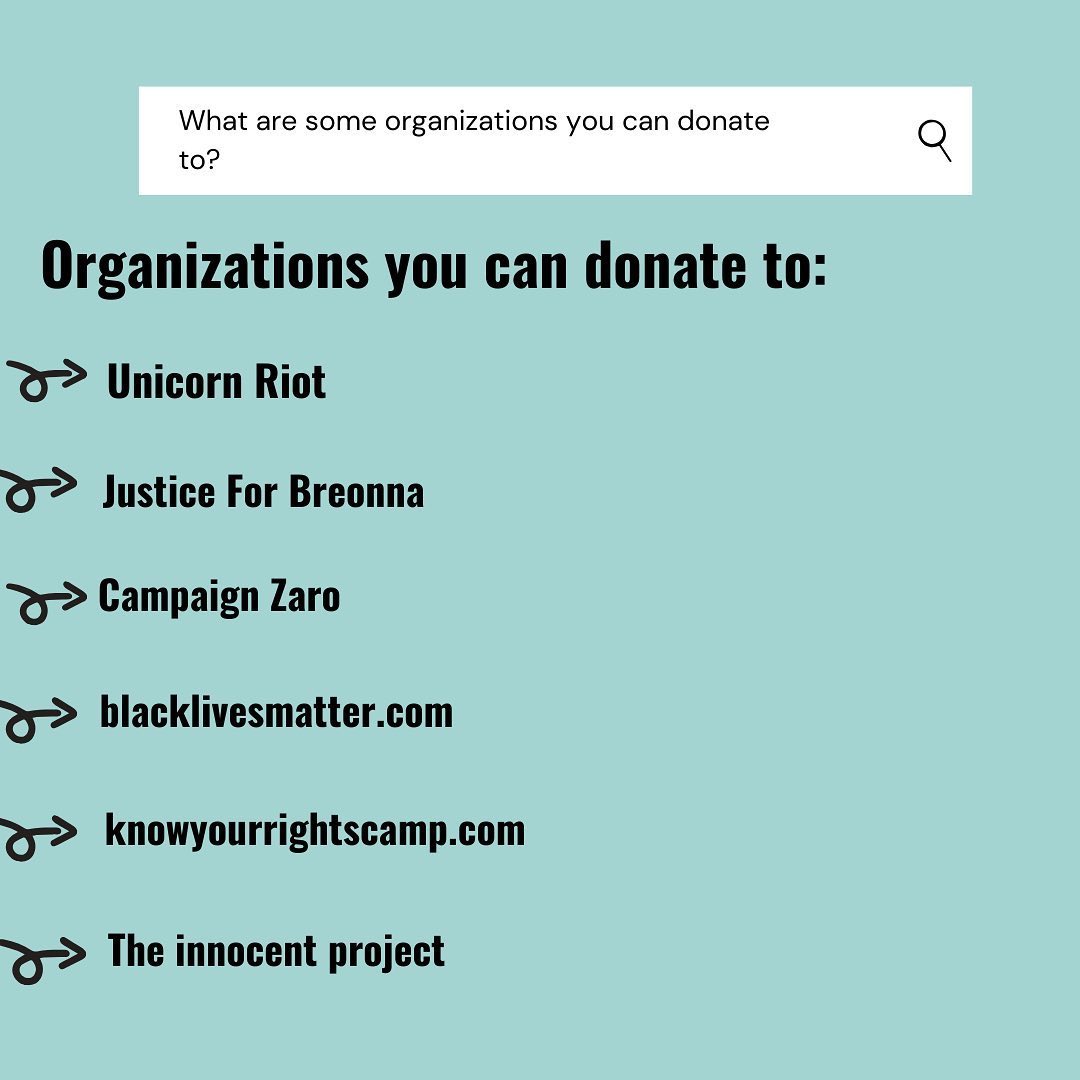 What are some organizations you can donate
to?
Organizations you can donate to:
Unicorn Riot
Justice For Breonna
Campaign Zaro
blacklivesmatter.com
knowyourrightscamp.com
The innocent project